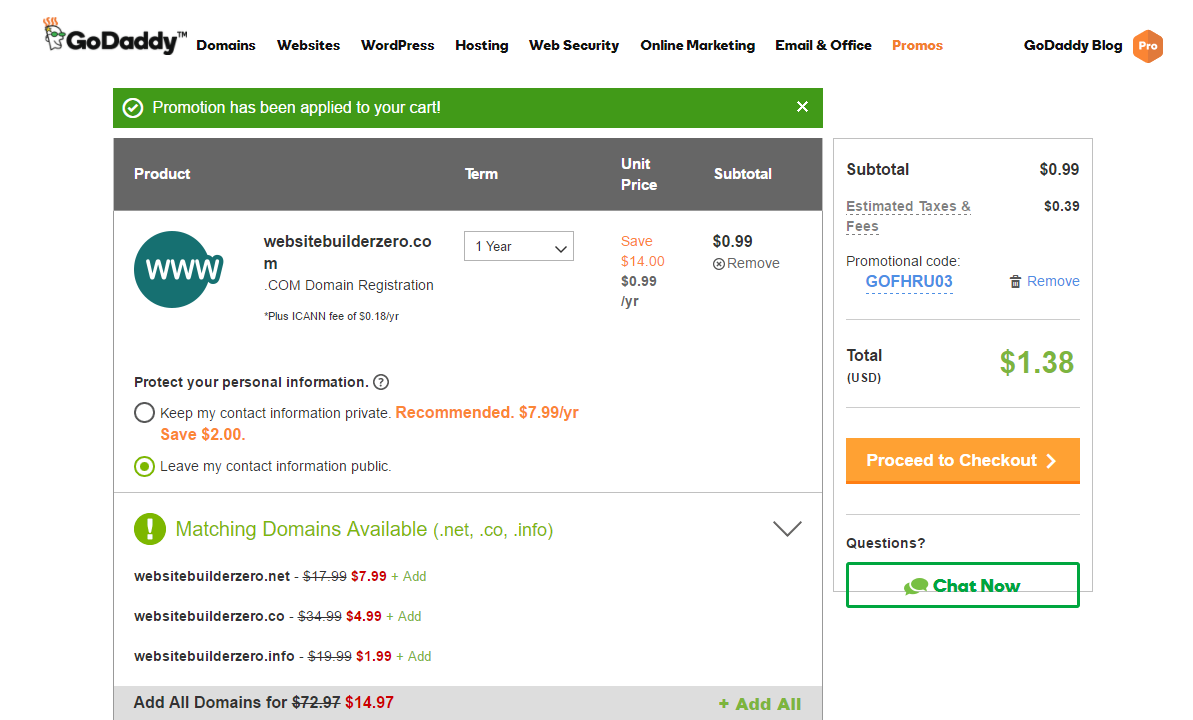 GoDaddy™
Domains Websites WordPress Hosting Web Security Online Marketing Email & Office Promos GoDaddy Blog Pro
Promotion has been applied to your cart!
Product Term Unit Price Subtotal
websitebuilderzero.co
m
.COM Domain Registration
*Plus ICANN fee of $0.18/yr
1 Year
Save
$14.00
$0.99
/yr
$0.99
Remove
Protect your personal information. ?
Keep my contact information private. Recommended. $7.99/yr
Save $2.00.
Leave my contact information public.
Matching Domains Available (.net, .co, .info)
websitebuilderzero.net - $17.99 $7.99 + Add
websitebuilderzero.co - $34.99 $4.99 + Add
websitebuilderzero.info - $19.99 $1.99 + Add
Add All Domains for $72.97 $14.97 + Add All
Subtotal $0.99
Estimated Taxes & $0.39
Fees
Promotional code:
GOFHRU03 Remove
Total $1.38
(USD)
Proceed to Checkout
Questions?
Chat Now
WWW